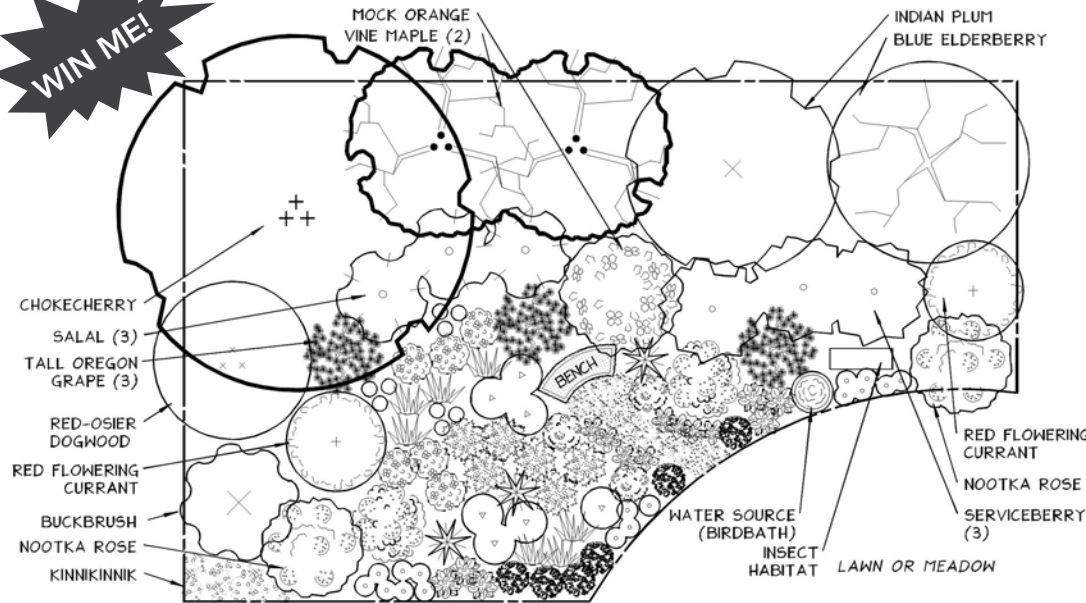 WIN ME!
MOCK ORANGE
VINE MAPLE (2)
INDIAN PLUM
BLUE ELDERBERRY
CHOKECHERRY
SALAL (3)
TALL OREGON
GRAPE (3)
RED-OSIER
DOGWOOD
RED FLOWERING
CURRANT
BUCKBRUSH
NOOTKA ROSE
KINNIKINNIK
BENCH
RED FLOWERING
CURRANT
NOOTKA ROSE
SERVICEBERRY
(3)
WATER SOURCE
(BIRDBATH)
INSECT
HABITAT
LAWN OR MEADOW